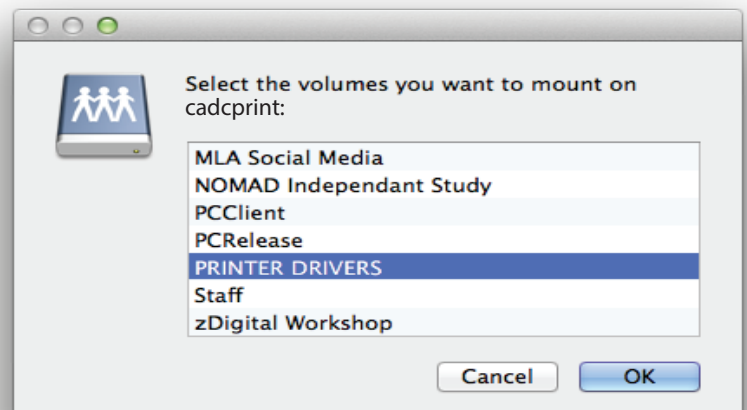 Select the volumes you want to mount on
cadcprint:
MLA Social Media
NOMAD Independant Study
PCClient
PCRelease
PRINTER DRIVERS
Staff
zDigital Workshop
Cancel
OK